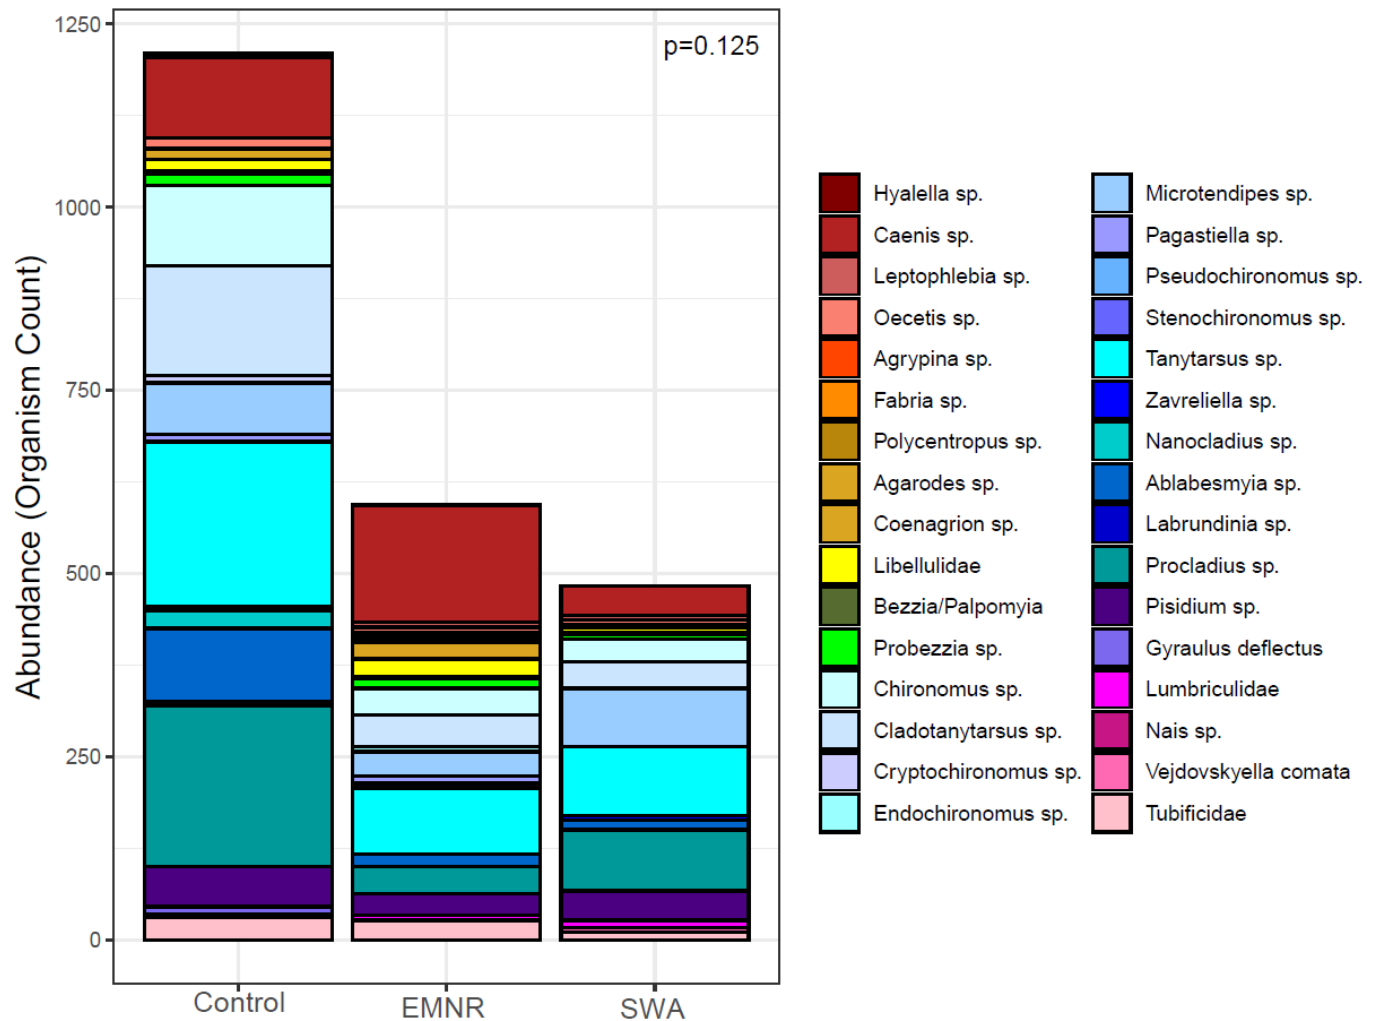 p=0.125
1250
1000
750
500
250
0
Abundance (Organism Count)
Control
EMNR
SWA
Hyalella sp.
Caenis sp.
Leptophlebia sp.
Oecetis sp.
Agrypina sp.
Fabria sp.
Polycentropus sp.
Agarodes sp.
Coenagrion sp.
Libellulidae
Bezzia/Palpomyia
Probezzia sp.
Chironomus sp.
Cladotanytarsus sp.
Cryptochironomus sp.
Endochironomus sp.
Microtendipes sp.
Pagastiella sp.
Pseudochironomus sp.
Stenochironomus sp.
Tanytarsus sp.
Zavreliella sp.
Nanocladius sp.
Ablabesmyia sp.
Labrundinia sp.
Procladius sp.
Pisidium sp.
Gyraulus deflectus
Lumbriculidae
Nais sp.
Vejdovskyella comata
Tubificidae